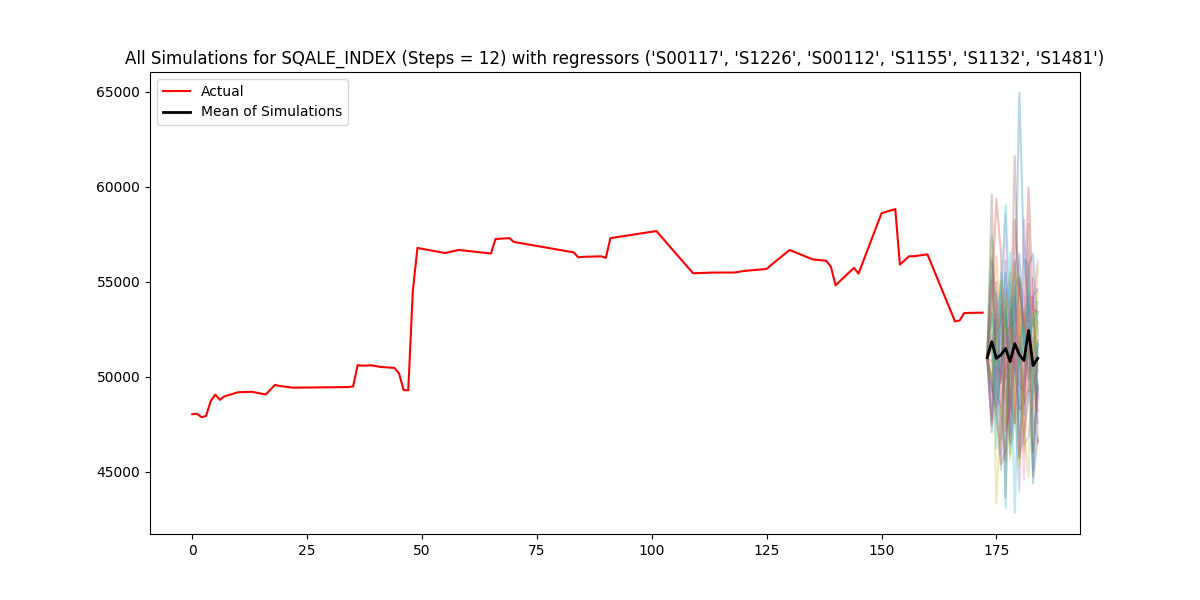 All Simulations for SQALE_INDEX (Steps = 12) with regressors ('S00117', 'S1226', 'S00112', 'S1155', 'S1132', 'S1481')
Actual
Mean of Simulations
65000
60000
55000
50000
45000
0 25 50 75 100 125 150 175